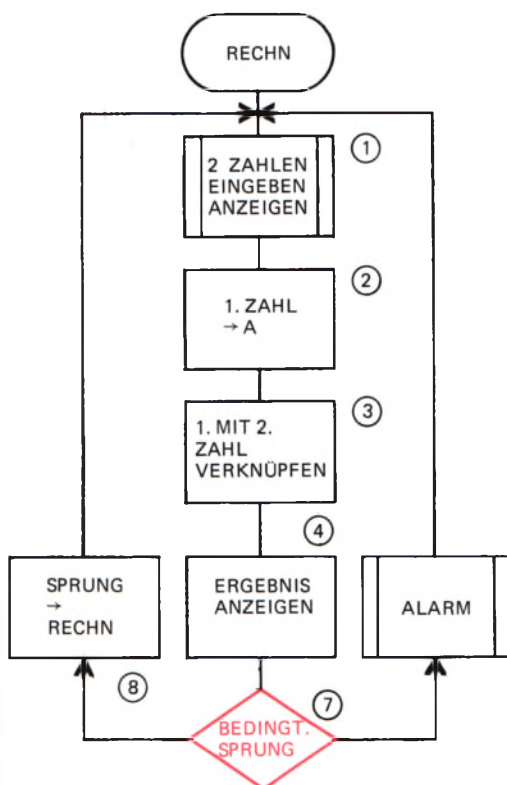 RECHN
①
2 ZAHLEN
EINGEBEN
ANZEIGEN
②
1. ZAHL
→ A
③
1. MIT 2.
ZAHL
VERKNÜPFEN
④
SPRUNG
→
RECHN
ERGEBNIS
ANZEIGEN
ALARM
⑧
⑦
BEDINGT.
SPRUNG